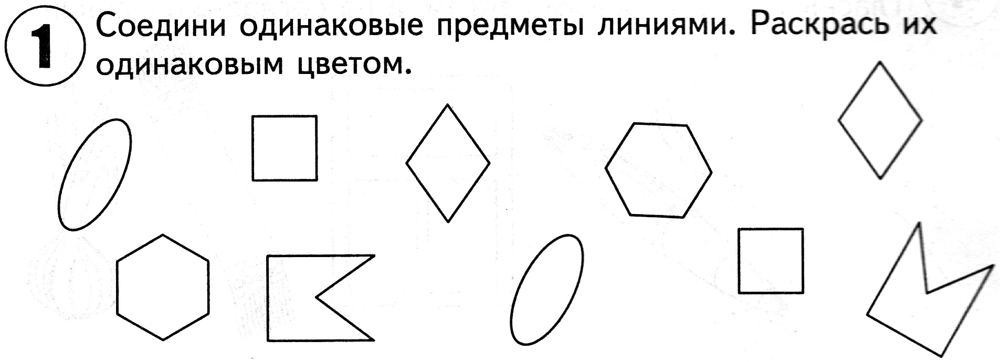 1 Соедини одинаковые предметы линиями. Раскрась их
одинаковым цветом.